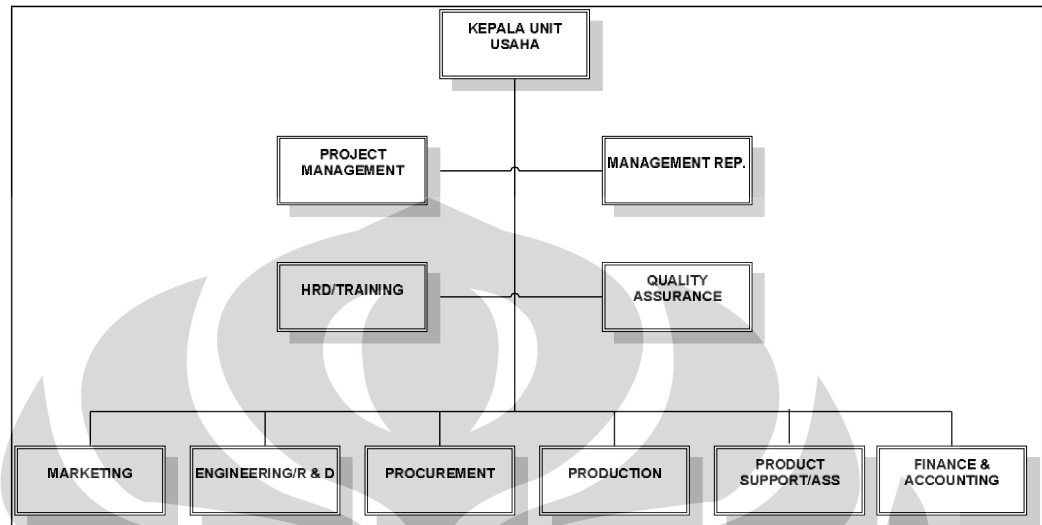 KEPALA UNIT
USAHA
PROJECT
MANAGEMENT
MANAGEMENT REP.
HRD/TRAINING
QUALITY
ASSURANCE
MARKETING
ENGINEERING/R & D
PROCUREMENT
PRODUCTION
PRODUCT
SUPPORT/ASS
FINANCE &
ACCOUNTING